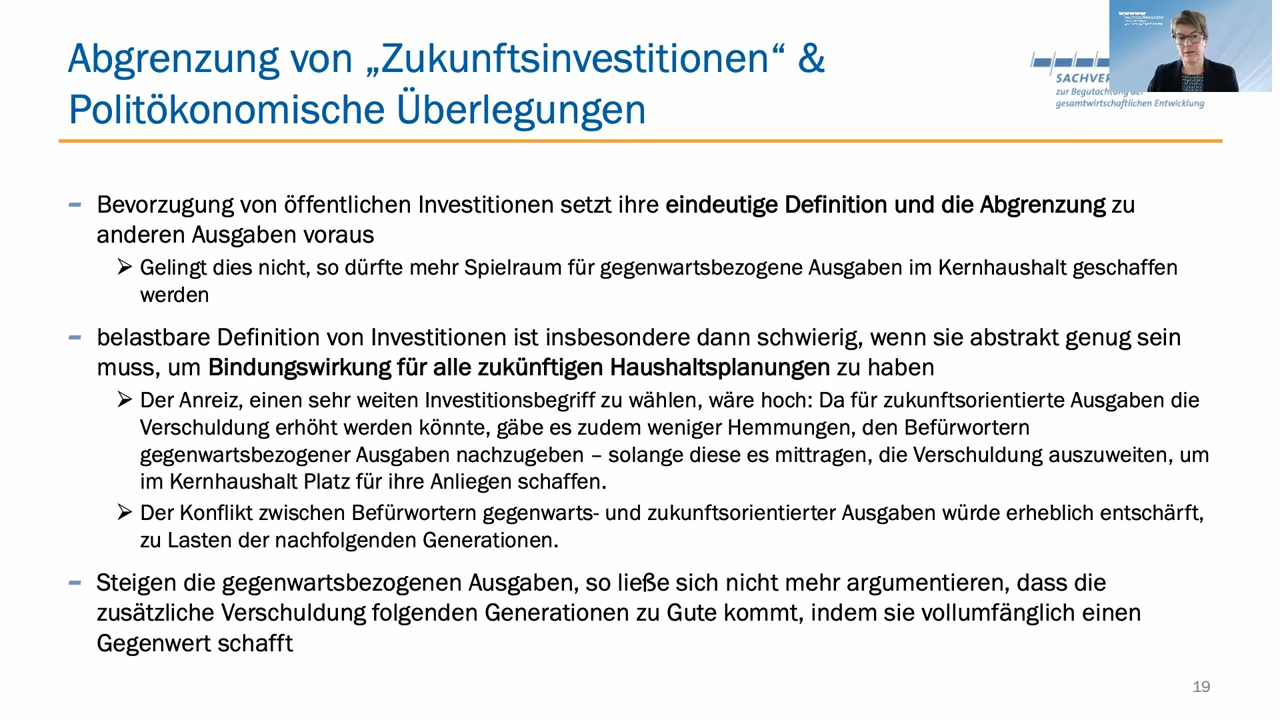 Abgrenzung von „Zukunftsinvestitionen“ &
Politökonomische Überlegungen
SACHVER
zur Begutachtung der
gesamtwirtschaftlichen Entwicklung
– Bevorzugung von öffentlichen Investitionen setzt ihre eindeutige Definition und die Abgrenzung zu
anderen Ausgaben voraus
➢ Gelingt dies nicht, so dürfte mehr Spielraum für gegenwartsbezogene Ausgaben im Kernhaushalt geschaffen
werden
– belastbare Definition von Investitionen ist insbesondere dann schwierig, wenn sie abstrakt genug sein
muss, um Bindungswirkung für alle zukünftigen Haushaltsplanungen zu haben
➢ Der Anreiz, einen sehr weiten Investitionsbegriff zu wählen, wäre hoch: Da für zukunftsorientierte Ausgaben die
Verschuldung erhöht werden könnte, gäbe es zudem weniger Hemmungen, den Befürwortern
gegenwartsbezogener Ausgaben nachzugeben – solange diese es mittragen, die Verschuldung auszuweiten, um
im Kernhaushalt Platz für ihre Anliegen schaffen.
➢ Der Konflikt zwischen Befürwortern gegenwarts- und zukunftsorientierter Ausgaben würde erheblich entschärft,
zu Lasten der nachfolgenden Generationen.
– Steigen die gegenwartsbezogenen Ausgaben, so ließe sich nicht mehr argumentieren, dass die
zusätzliche Verschuldung folgenden Generationen zu Gute kommt, indem sie vollumfänglich einen
Gegenwert schafft
19